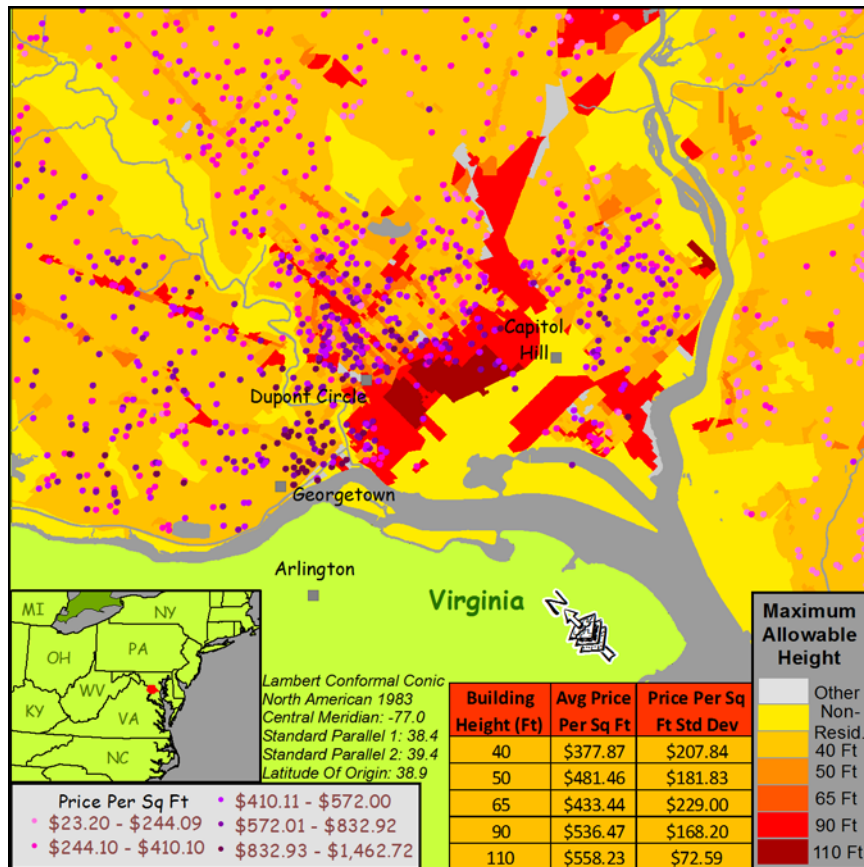 Capitol
Hill
Dupont Circle
Georgetown
Arlington
Virginia
N
MI
NY
PA
OH
WV
KY
VA
NC
Lambert Conformal Conic
North American 1983
Central Meridian: -77.0
Standard Parallel 1: 38.4
Standard Parallel 2: 39.4
Latitude Of Origin: 38.9
Price Per Sq Ft
$23.20 - $244.09
$244.10 - $410.10
$410.11 - $572.00
$572.01 - $832.92
$832.93 - $1,462.72
Building Height (Ft) Avg Price Per Sq Ft Price Per Sq Ft Std Dev
40 $377.87 $207.84
50 $481.46 $181.83
65 $433.44 $229.00
90 $536.47 $168.20
110 $558.23 $72.59
Maximum
Allowable
Height
Other
Non-
Resid.
40 Ft
50 Ft
65 Ft
90 Ft
110 Ft